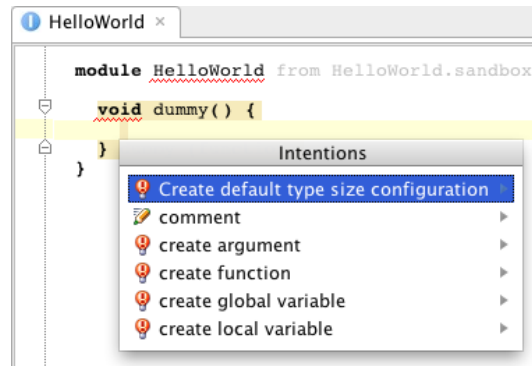 HelloWorld ×
module HelloWorld from HelloWorld.sandbox
void dummy() {
}
}
Intentions
Create default type size configuration
comment
create argument
create function
create global variable
create local variable